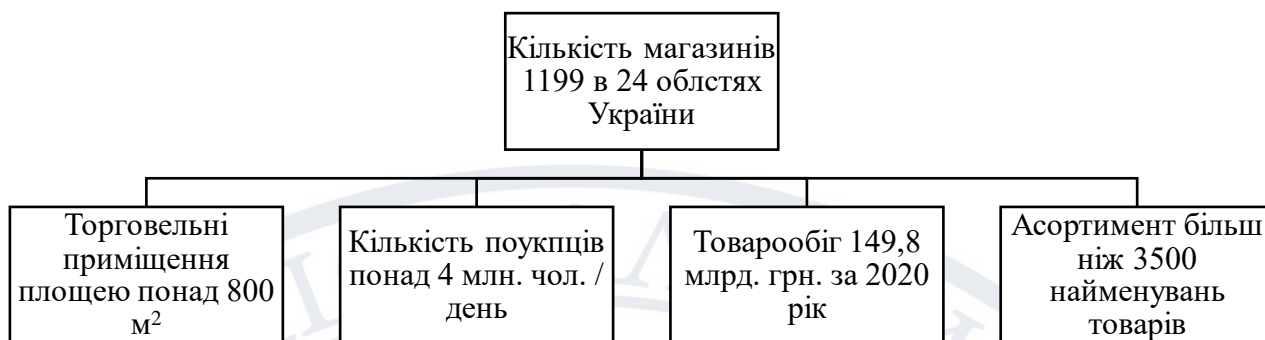 Кількість магазинів
1199 в 24 облстях
України
Торговельні
приміщення
площею понад 800
м²
Кількість поукпців
понад 4 млн. чол. /
день
Товарообіг 149,8
млрд. грн. за 2020
рік
Асортимент більш
ніж 3500
найменувань
товарів